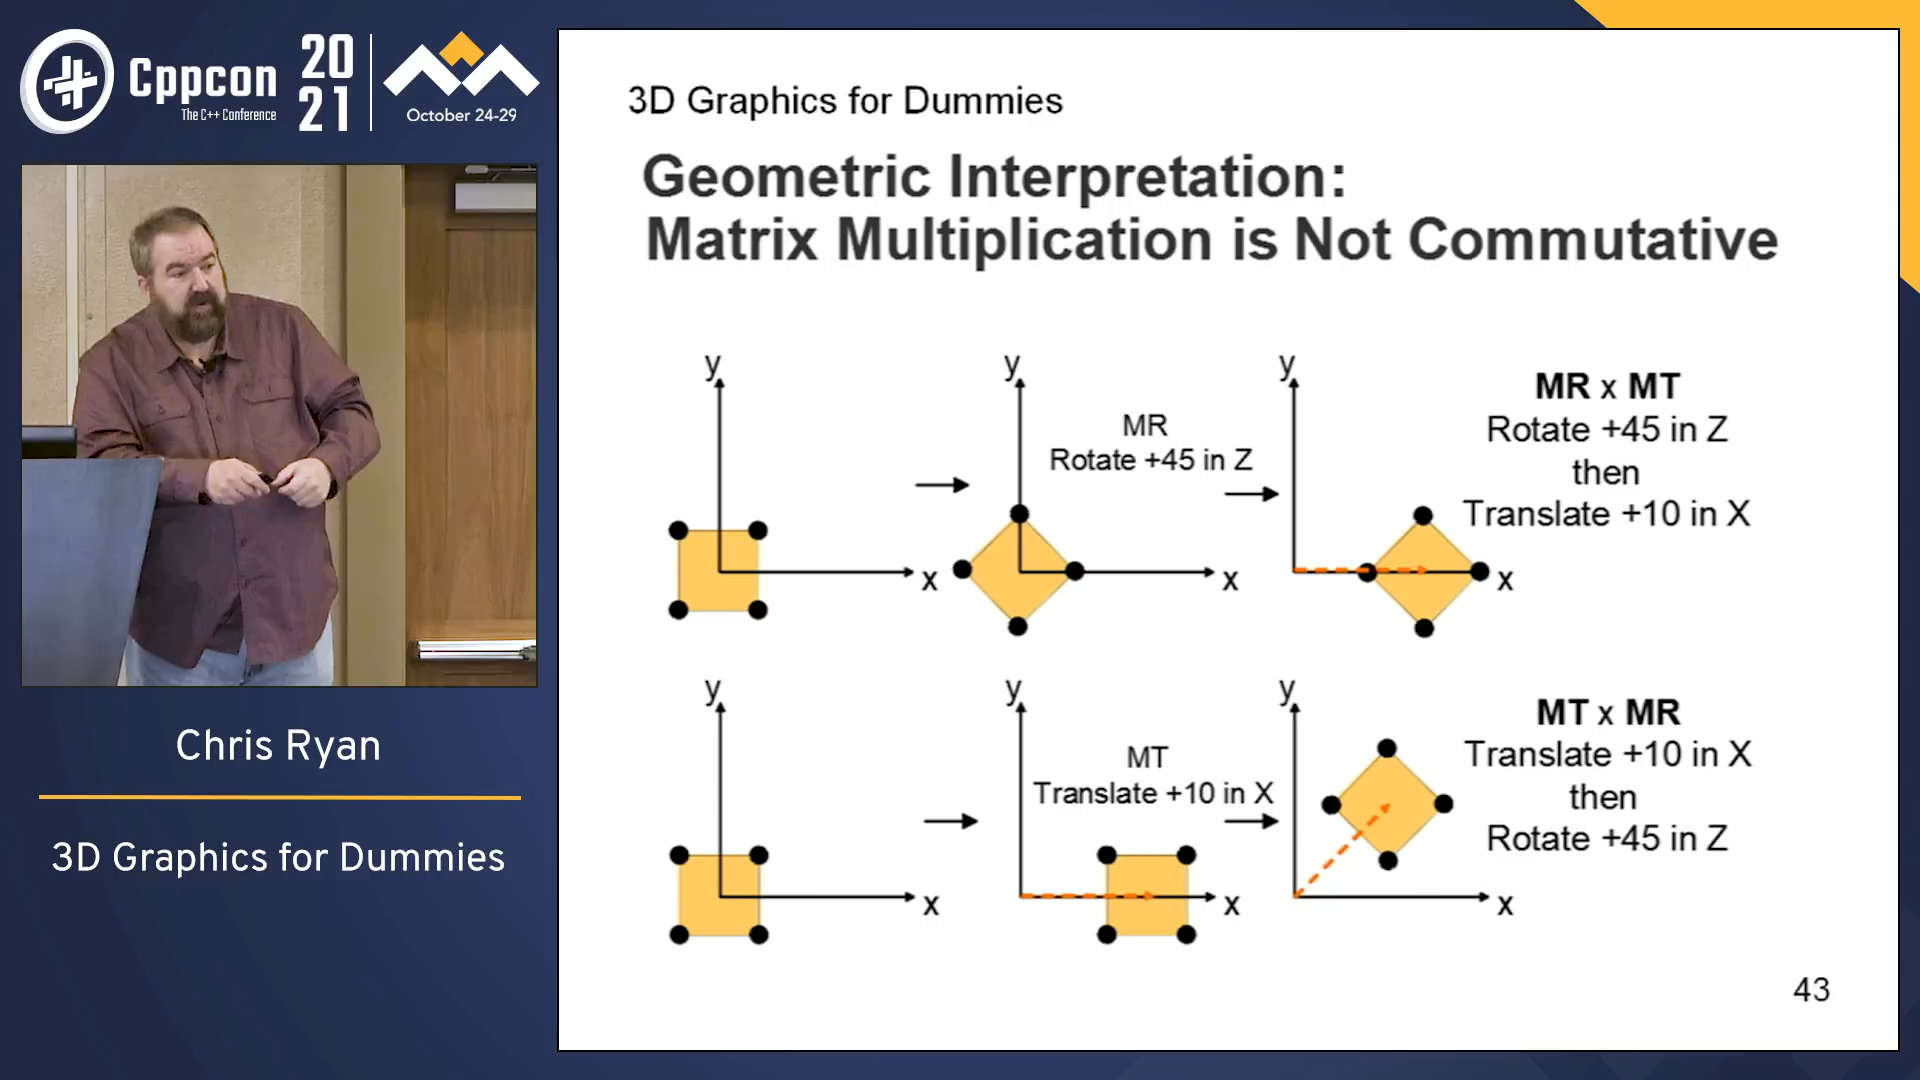 Cppcon
The C++ Conference
20
21
October 24-29
Chris Ryan
3D Graphics for Dummies
3D Graphics for Dummies
Geometric Interpretation:
Matrix Multiplication is Not Commutative
y
x
y
x
MR
Rotate +45 in Z
y
x
MR x MT
Rotate +45 in Z
then
Translate +10 in X
y
x
y
x
MT
Translate +10 in X
y
x
MT x MR
Translate +10 in X
then
Rotate +45 in Z
43